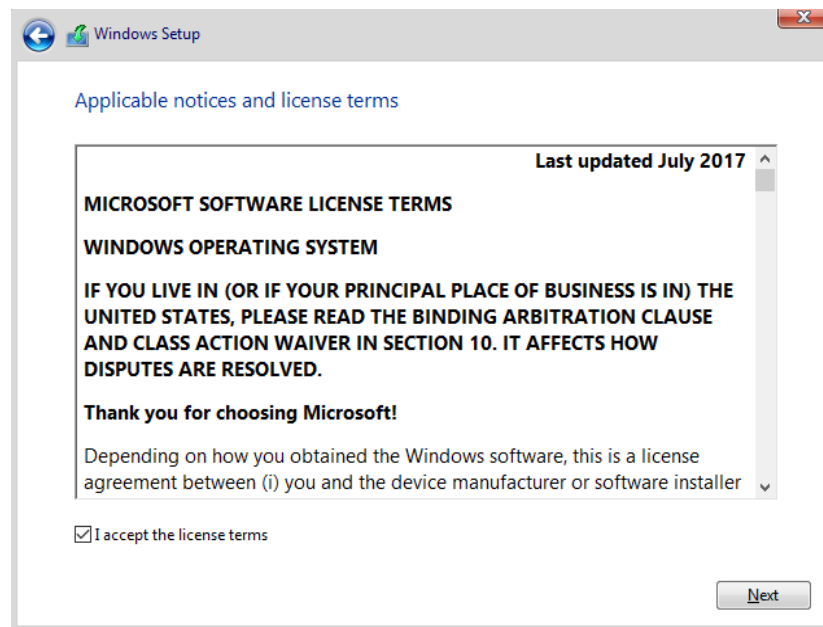 Windows Setup
Applicable notices and license terms
Last updated July 2017
MICROSOFT SOFTWARE LICENSE TERMS
WINDOWS OPERATING SYSTEM
IF YOU LIVE IN (OR IF YOUR PRINCIPAL PLACE OF BUSINESS IS IN) THE
UNITED STATES, PLEASE READ THE BINDING ARBITRATION CLAUSE
AND CLASS ACTION WAIVER IN SECTION 10. IT AFFECTS HOW
DISPUTES ARE RESOLVED.
Thank you for choosing Microsoft!
Depending on how you obtained the Windows software, this is a license
agreement between (i) you and the device manufacturer or software installer
I accept the license terms
Next